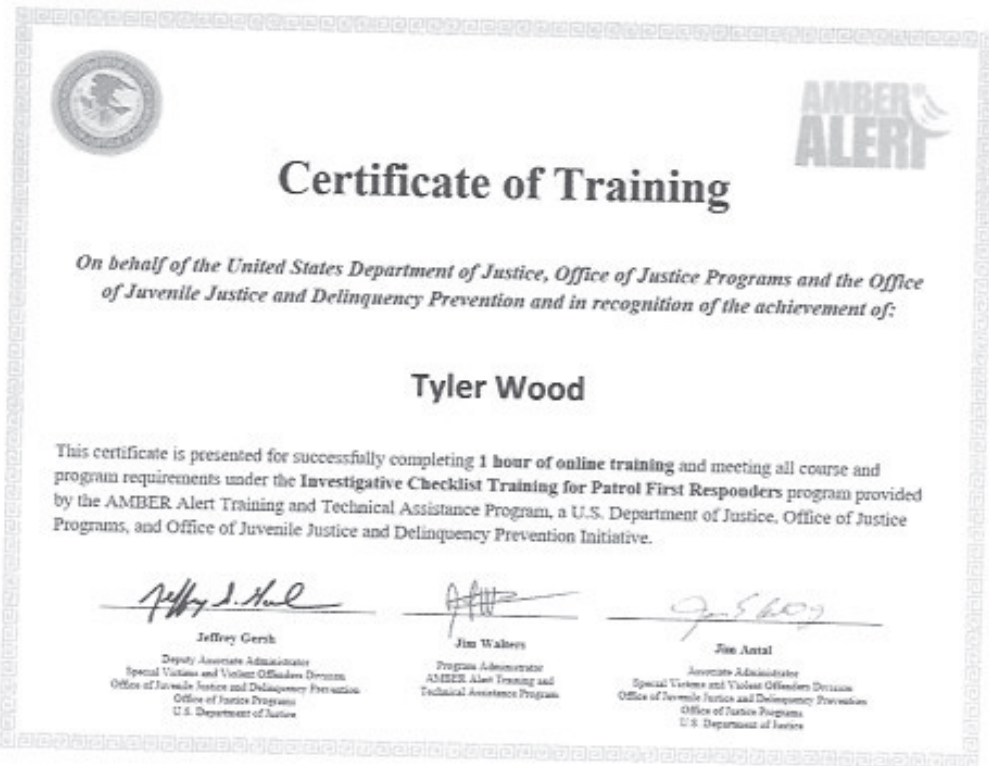 AMBER
ALERT
Certificate of Training
On behalf of the United States Department of Justice, Office of Justice Programs and the Office
of Juvenile Justice and Delinquency Prevention and in recognition of the achievement of:
Tyler Wood
This certificate is presented for successfully completing 1 hour of online training and meeting all course and
program requirements under the Investigative Checklist Training for Patrol First Responders program provided
by the AMBER Alert Training and Technical Assistance Program, a U.S. Department of Justice, Office of Justice
Programs, and Office of Juvenile Justice and Delinquency Prevention Initiative.
Jeffrey Gersh
Jim Walters
Jim Antal
Deputy Associate Administrator
Special Victims and Violent Offenders Division
Office of Juvenile Justice and Delinquency Prevention
Office of Justice Programs
U.S. Department of Justice
Program Administrator
AMBER Alert Training and
Technical Assistance Program
Associate Administrator
Special Victims and Violent Offenders Division
Office of Juvenile Justice and Delinquency Prevention
Office of Justice Programs
U.S. Department of Justice